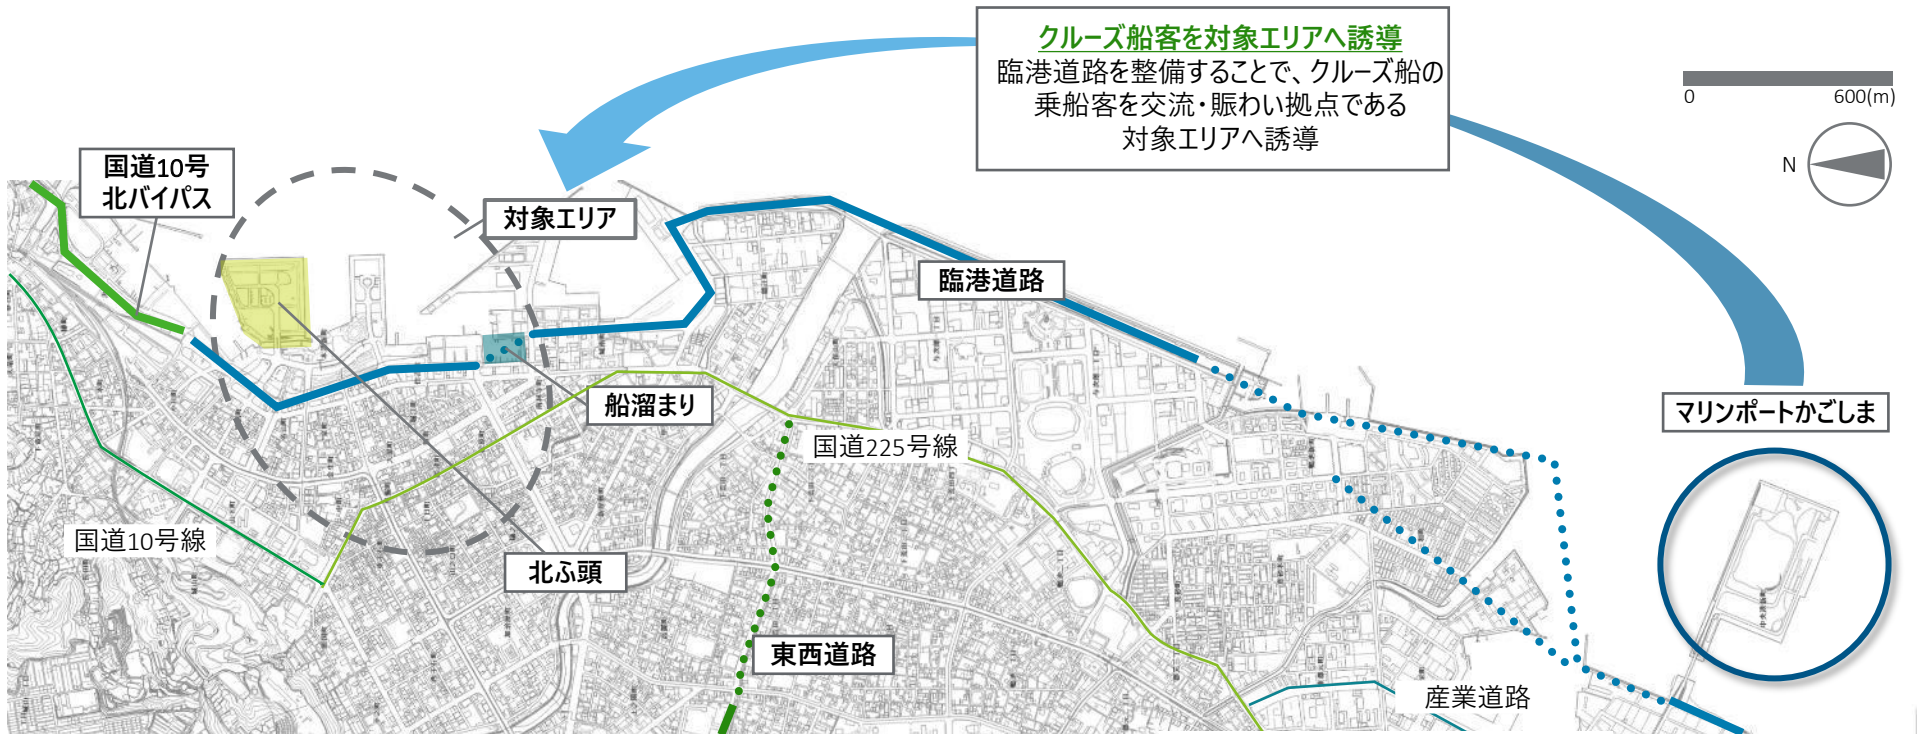 クルーズ船客を対象エリアへ誘導
臨港道路を整備することで、クルーズ船の
乗船客を交流・賑わい拠点である
対象エリアへ誘導
0 600(m)
N
国道10号
北バイパス
対象エリア
臨港道路
船溜まり
マリンポートかごしま
国道225号線
国道10号線
北ふ頭
東西道路
産業道路